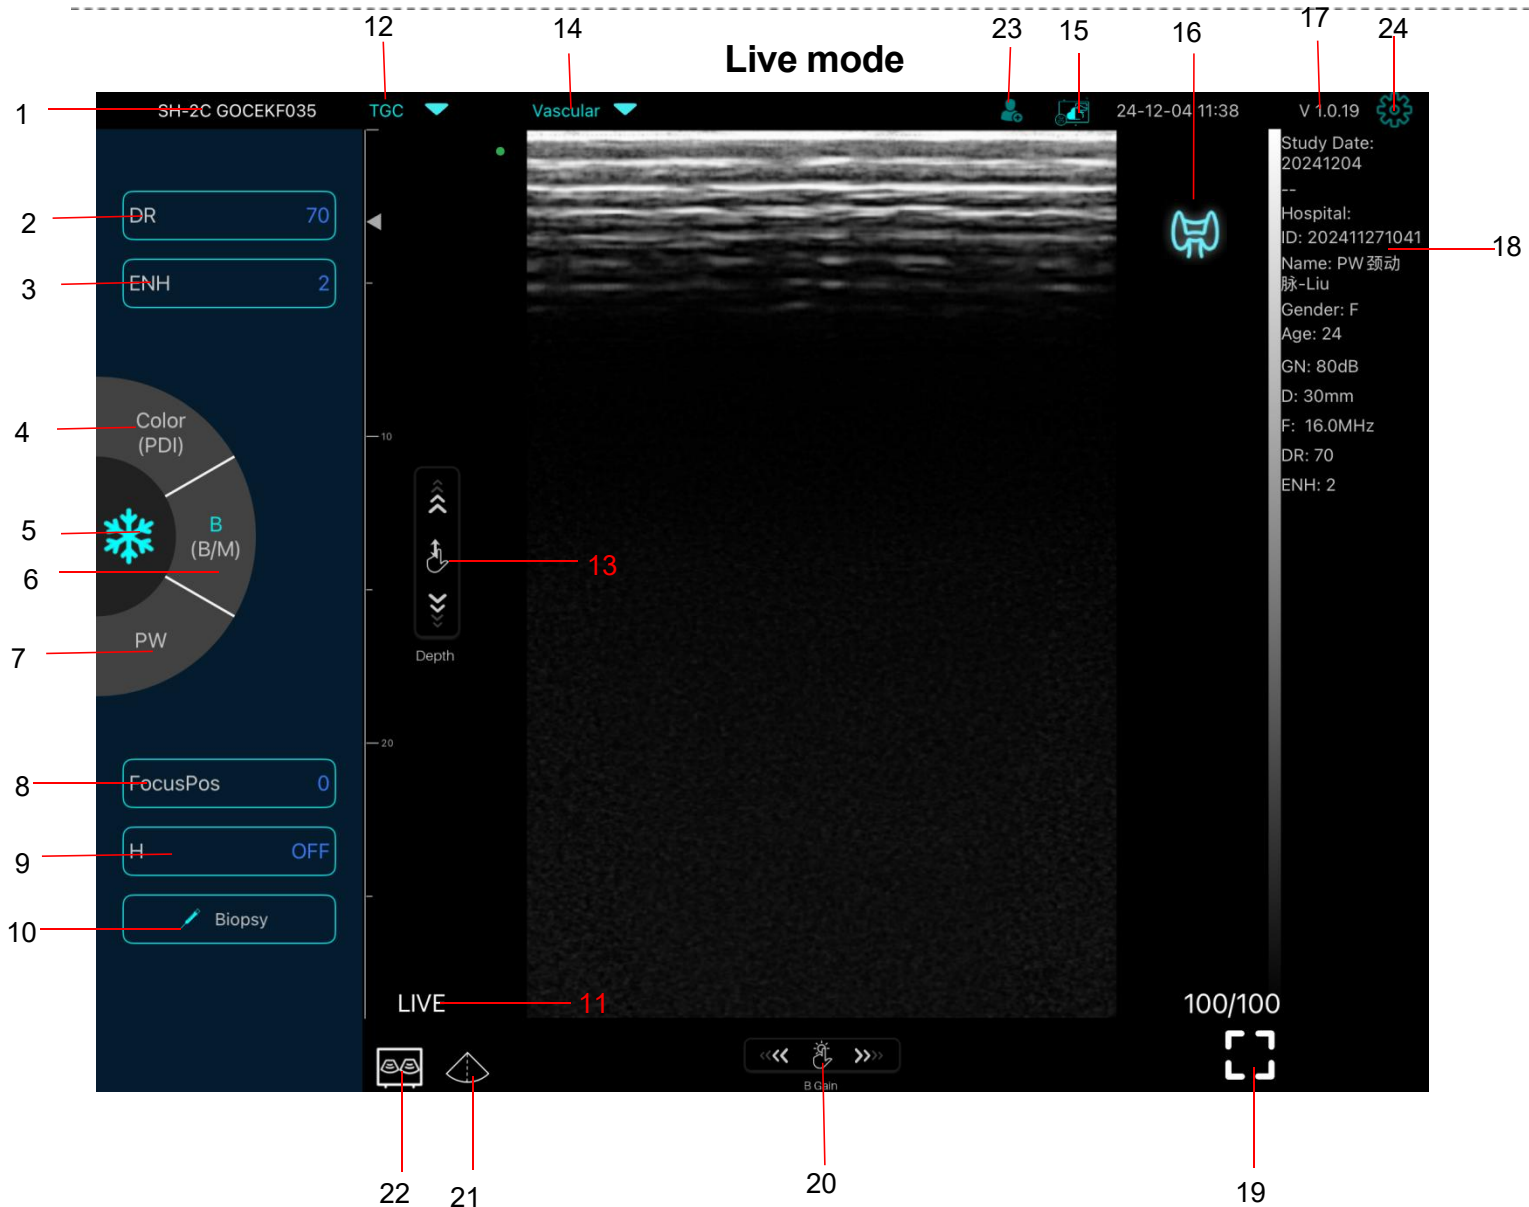 12
14
23
15
16
17
24
Live mode
1
SH-2C GOCEKF035
TGC
Vascular
24-12-04 11:38
V 1.0.19
Study Date:
20241204
--
Hospital:
ID: 202411271041
18
Name: PW 颈动
脉-Liu
Gender: F
Age: 24
GN: 80dB
D: 30mm
F: 16.0MHz
DR: 70
ENH: 2
2
DR 70
3
ENH 2
4
Color
(PDI)
10
5
B
(B/M)
6
13
7
PW
Depth
20
8
FocusPos 0
9
H OFF
10
Biopsy
LIVE
11
100/100
B Gain
22
21
20
19